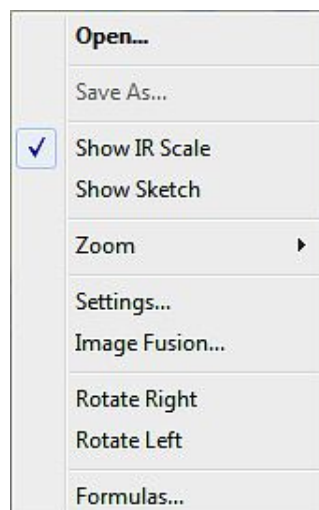 Open...
Save As...
Show IR Scale
Show Sketch
Zoom
Settings...
Image Fusion...
Rotate Right
Rotate Left
Formulas...